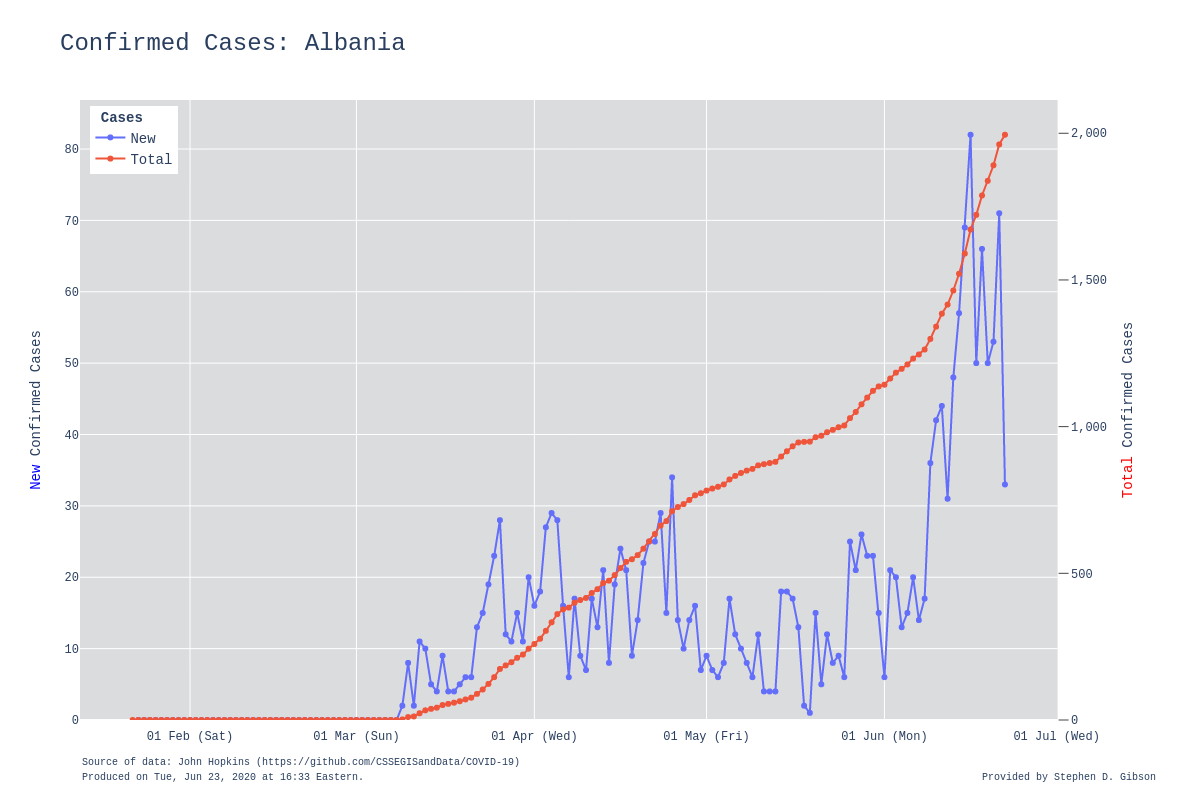 Confirmed Cases: Albania
Cases
New
Total
80
70
60
50
40
30
20
10
0
New Confirmed Cases
2,000
1,500
1,000
500
0
Total Confirmed Cases
01 Feb (Sat) 01 Mar (Sun) 01 Apr (Wed) 01 May (Fri) 01 Jun (Mon) 01 Jul (Wed)
Source of data: John Hopkins (https://github.com/CSSEGISandData/COVID-19)
Produced on Tue, Jun 23, 2020 at 16:33 Eastern.
Provided by Stephen D. Gibson